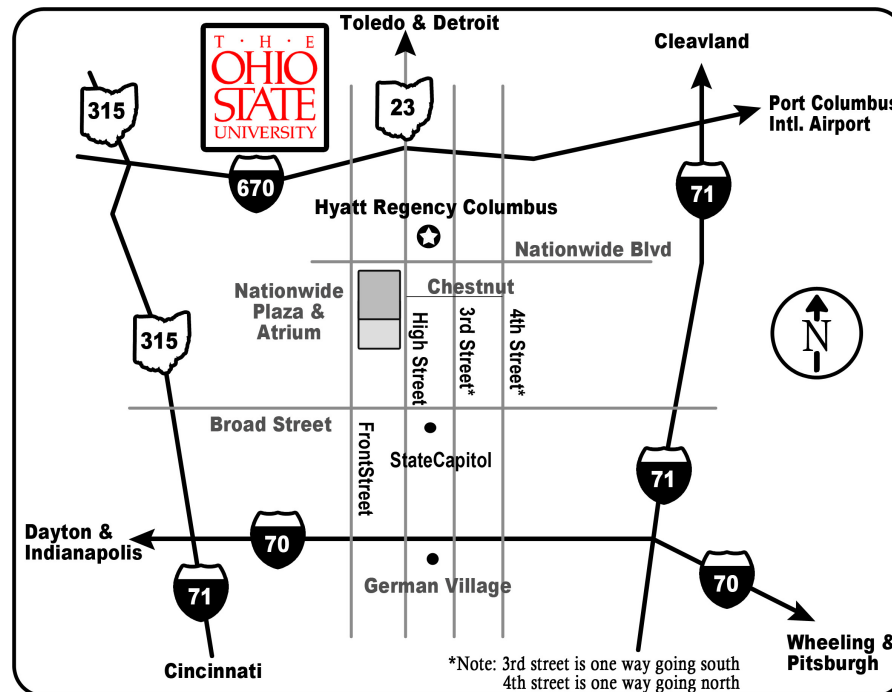 Toledo & Detroit
Cleavland
T · H · E
OHIO
STATE
UNIVERSITY
315
23
Port Columbus
Intl. Airport
670
71
Hyatt Regency Columbus
Nationwide Blvd
Nationwide
Plaza &
Atrium
Chestnut
315
High Street
3rd Street*
4th Street*
N
Broad Street
FrontStreet
StateCapitol
71
Dayton &
Indianapolis
70
71
German Village
70
Cincinnati
Wheeling &
Pitsburgh
*Note: 3rd street is one way going south
4th street is one way going north